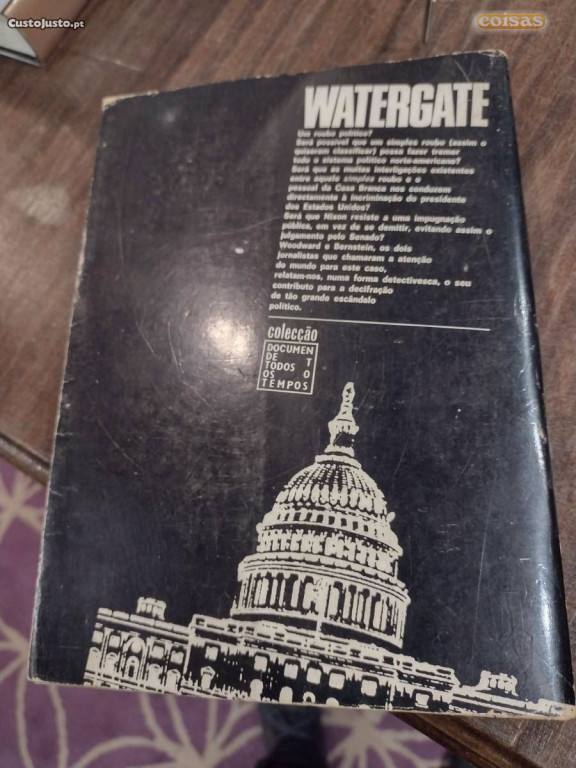 CustoJusto.pt
coisas
WATERGATE
Um roubo político?
Será possível que um simples roubo (assim o
quiseram classificar) possa fazer tremer
todo o sistema político norte-americano?
Será que as muitas interligações existentes
entre aquele simples roubo e o
pessoal da Casa Branca nos conduzem
directamente à incriminação do presidente
dos Estados Unidos?
Será que Nixon resiste a uma impugnação
pública, em vez de se demitir, evitando assim o
julgamento pelo Senado?
Woodward e Bernstein, os dois
jornalistas que chamaram a atenção
do mundo para este caso,
relatam-nos, numa forma detectivesca, o seu
contributo para a decifração
de tão grande escândalo
político.
colecção
DOCUMEN
DE T
TODOS
OS O
TEMPOS